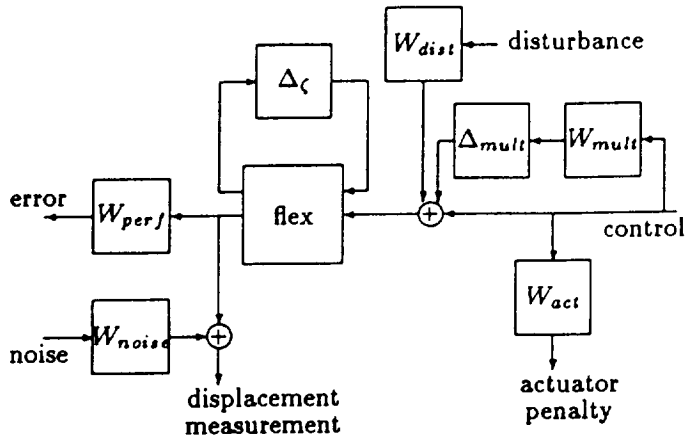 W_dist
disturbance
Δ_ζ
Δ_mult
W_mult
error
W_perf
flex
+
control
W_act
noise
W_noise
+
displacement
measurement
actuator
penalty